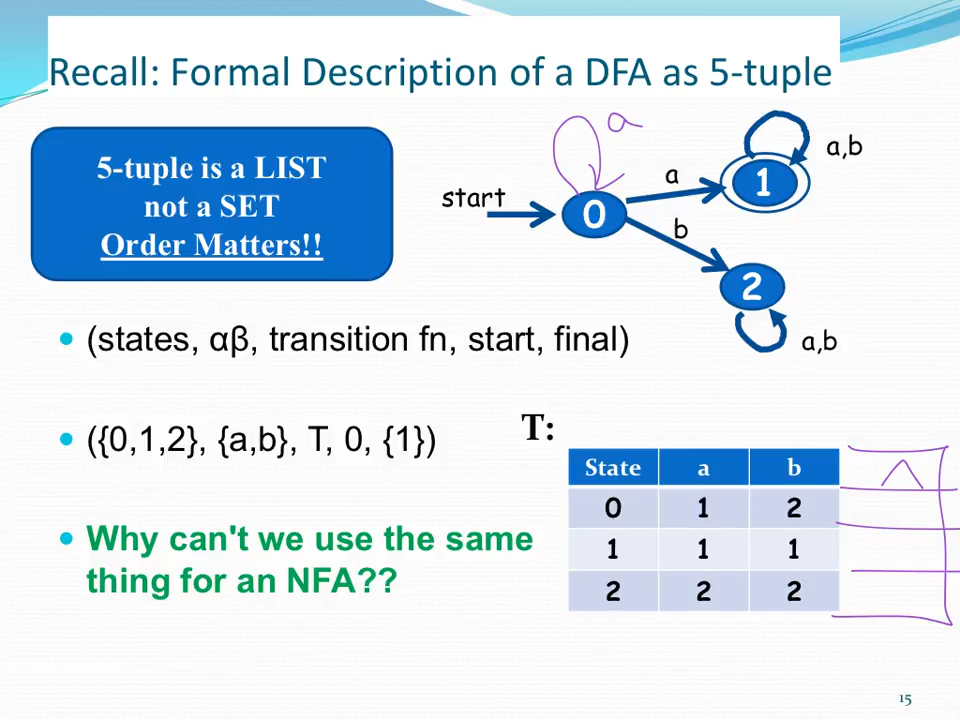 Recall: Formal Description of a DFA as 5-tuple
5-tuple is a LIST
not a SET
Order Matters!!
start
a
0
a
b
1
a,b
2
a,b
• (states, αβ, transition fn, start, final)
• ({0,1,2}, {a,b}, T, 0, {1})
• Why can't we use the same
thing for an NFA??
T:
State a b Λ
0 1 2
1 1 1
2 2 2
15